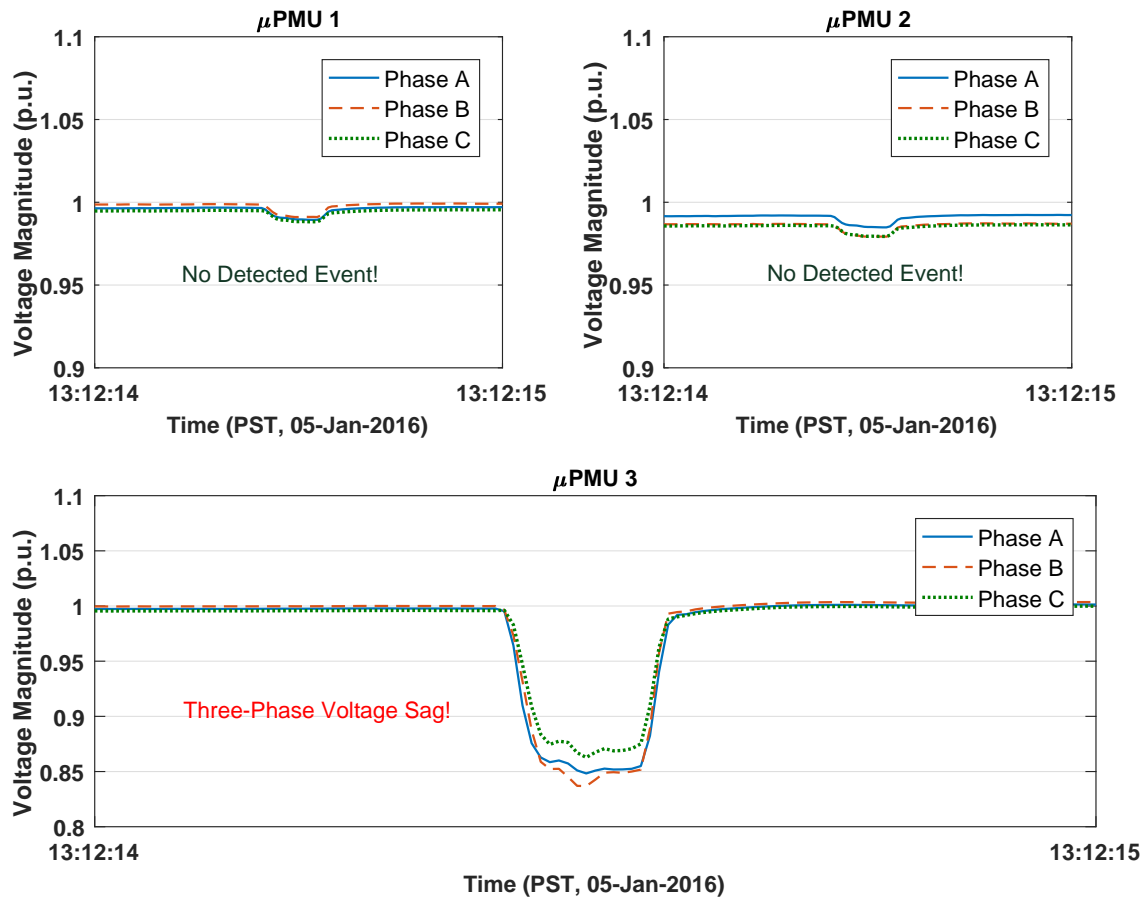 μPMU 1
Voltage Magnitude (p.u.)
1.1
1.05
1
0.95
0.9
Phase A
Phase B
Phase C
No Detected Event!
13:12:14
13:12:15
Time (PST, 05-Jan-2016)
μPMU 2
Voltage Magnitude (p.u.)
1.1
1.05
1
0.95
0.9
Phase A
Phase B
Phase C
No Detected Event!
13:12:14
13:12:15
Time (PST, 05-Jan-2016)
μPMU 3
Voltage Magnitude (p.u.)
1.1
1.05
1
0.95
0.9
0.85
0.8
Phase A
Phase B
Phase C
Three-Phase Voltage Sag!
13:12:14
13:12:15
Time (PST, 05-Jan-2016)